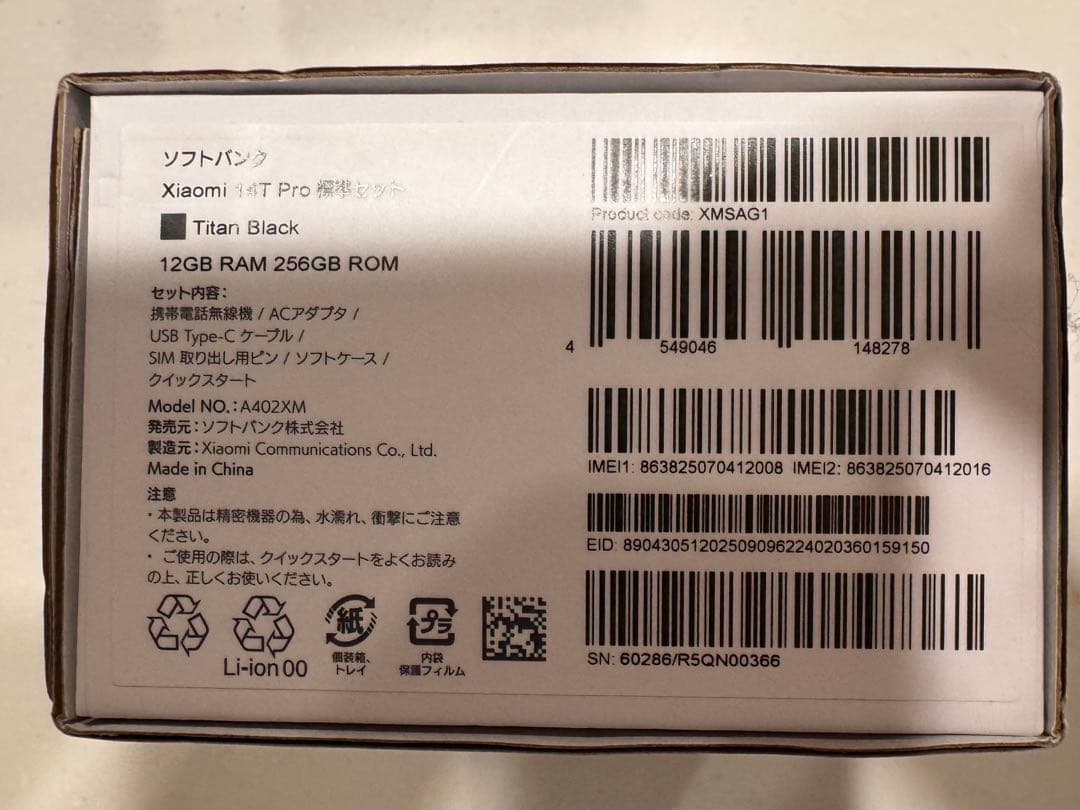 ソフトバンク
Xiaomi 14T Pro 標準セット
Titan Black
12GB RAM 256GB ROM
セット内容：
携帯電話無線機 / ACアダプタ /
USB Type-C ケーブル /
SIM 取り出し用ピン / ソフトケース /
クイックスタート
Model NO.：A402XM
発売元：ソフトバンク株式会社
製造元：Xiaomi Communications Co., Ltd.
Made in China
注意
・本製品は精密機器の為、水濡れ、衝撃にご注意
ください。
・ ご使用の際は、クイックスタートをよくお読み
の上、正しくお使いください。
Li-ion 00
紙
個装箱、
トレイ
プラ
内袋
保護フィルム
Product code: XMSAG1
4 549046 148278
IMEI1: 863825070412008 IMEI2: 863825070412016
EID: 89043051202509096224020360159150
SN: 60286/R5QN00366